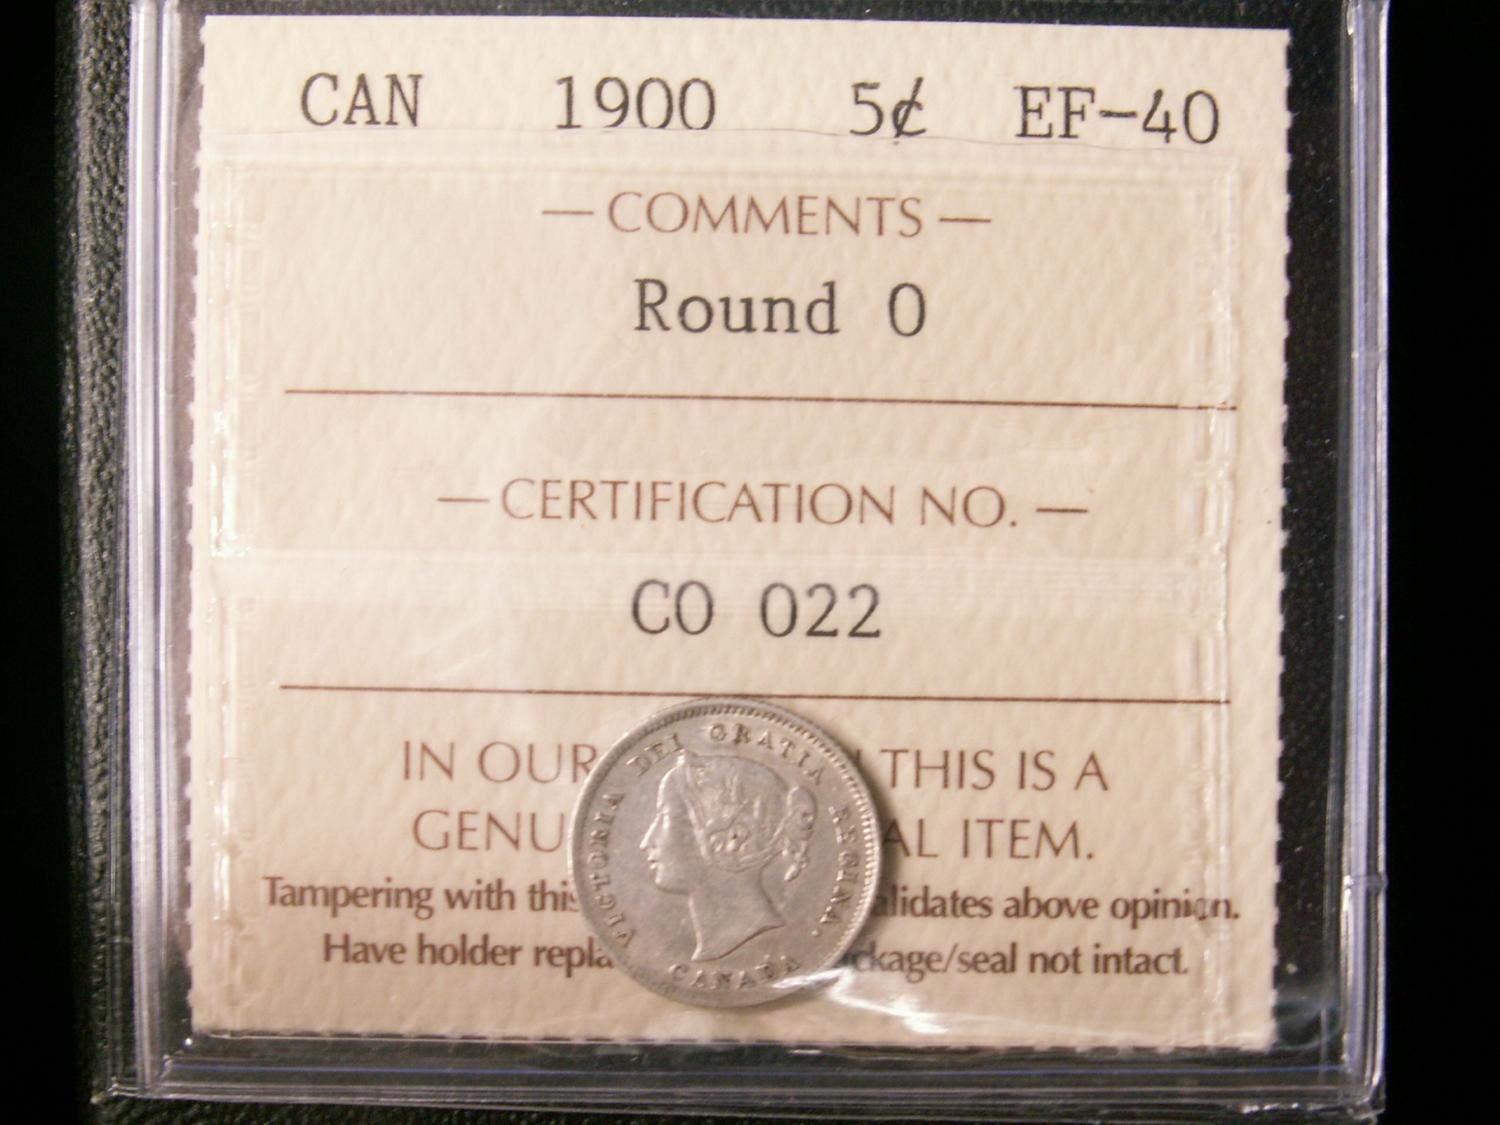 CAN 1900 5¢ EF-40
— COMMENTS —
Round O
— CERTIFICATION NO. —
CO 022
IN OUR THIS IS A
GENU AL ITEM.
Tampering with this alidates above opinion.
Have holder repla ckage/seal not intact.
VICTORIA DEI GRATIA REGINA.
CANADA